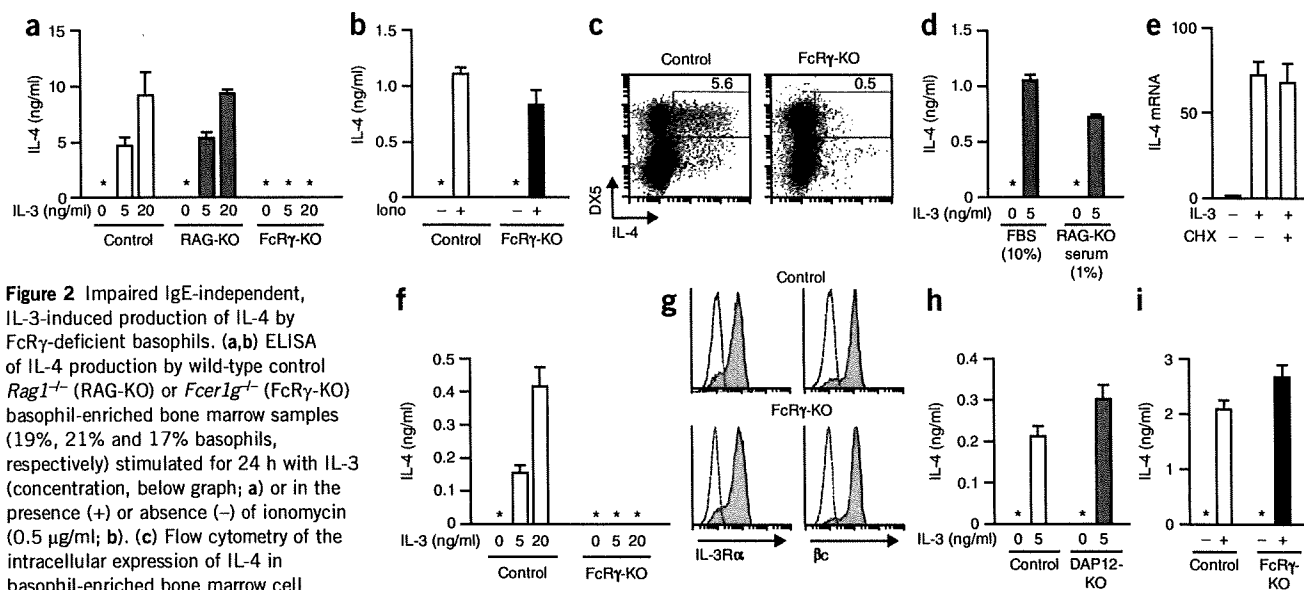 a
15
10
5
0
IL-4 (ng/ml)
* * * * *
IL-3 (ng/ml) 0 5 20 0 5 20 0 5 20
Control RAG-KO FcRγ-KO
b
1.5
1.0
0.5
0
IL-4 (ng/ml)
* *
Iono – + – +
Control FcRγ-KO
c
Control FcRγ-KO
5.6 0.5
DX5
IL-4
d
1.5
1.0
0.5
0
IL-4 (ng/ml)
* *
IL-3 (ng/ml) 0 5 0 5
FBS (10%) RAG-KO serum (1%)
e
100
50
0
IL-4 mRNA
IL-3 – + +
CHX – – +
Figure 2 Impaired IgE-independent,
IL-3-induced production of IL-4 by
FcRγ-deficient basophils. (a,b) ELISA
of IL-4 production by wild-type control
Rag1–/– (RAG-KO) or Fcer1g–/– (FcRγ-KO)
basophil-enriched bone marrow samples
(19%, 21% and 17% basophils,
respectively) stimulated for 24 h with IL-3
(concentration, below graph; a) or in the
presence (+) or absence (–) of ionomycin
(0.5 μg/ml; b). (c) Flow cytometry of the
intracellular expression of IL-4 in
basophil-enriched bone marrow cell
f
0.5
0.4
0.3
0.2
0.1
0
IL-4 (ng/ml)
* * * *
IL-3 (ng/ml) 0 5 20 0 5 20
Control FcRγ-KO
g
Control
FcRγ-KO
IL-3Rα βc
h
0.4
0.3
0.2
0.1
0
IL-4 (ng/ml)
* *
IL-3 (ng/ml) 0 5 0 5
Control DAP12-KO
i
3
2
1
0
IL-4 (ng/ml)
* *
– + – +
Control FcRγ-KO